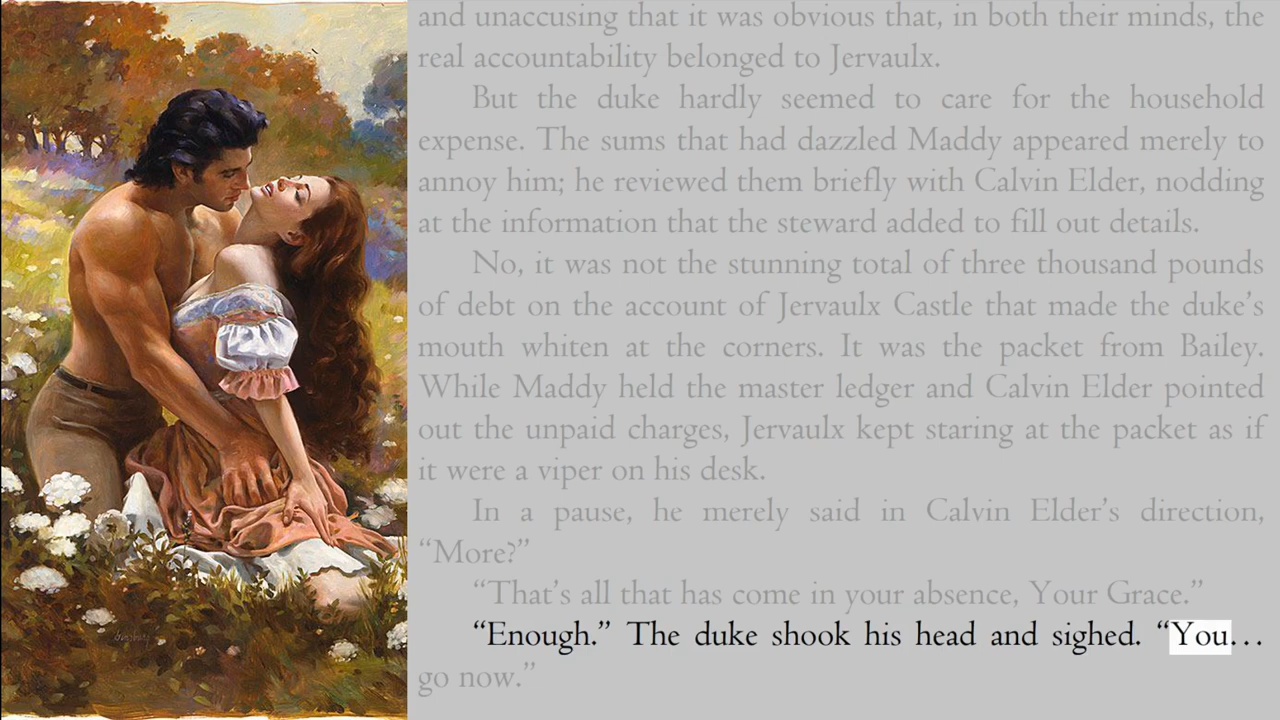 and unaccusing that it was obvious that, in both their minds, the
real accountability belonged to Jervaulx.
But the duke hardly seemed to care for the household
expense. The sums that had dazzled Maddy appeared merely to
annoy him; he reviewed them briefly with Calvin Elder, nodding
at the information that the steward added to fill out details.
No, it was not the stunning total of three thousand pounds
of debt on the account of Jervaulx Castle that made the duke’s
mouth whiten at the corners. It was the packet from Bailey.
While Maddy held the master ledger and Calvin Elder pointed
out the unpaid charges, Jervaulx kept staring at the packet as if
it were a viper on his desk.
In a pause, he merely said in Calvin Elder’s direction,
“More?”
“That’s all that has come in your absence, Your Grace.”
“Enough.” The duke shook his head and sighed. “You…
go now.”